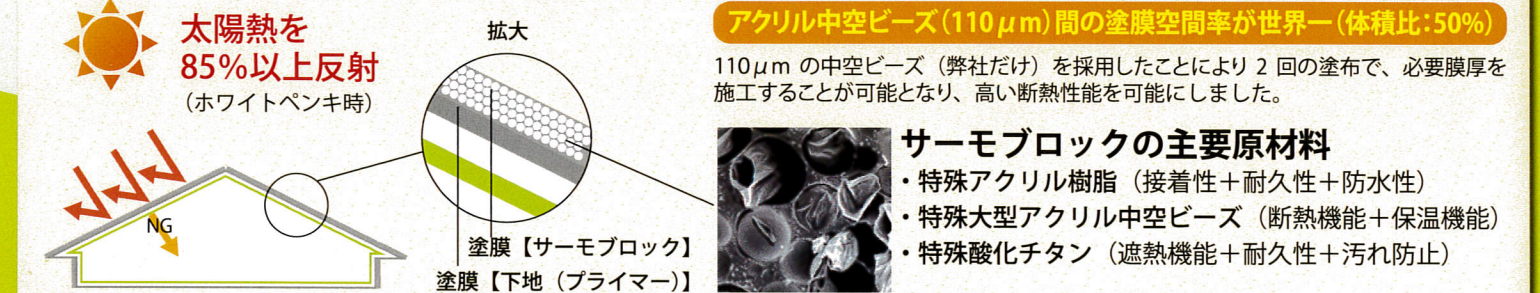 太陽熱を
85%以上反射
（ホワイトペンキ時）
NG
拡大
塗膜【サーモブロック】
塗膜【下地（プライマー）】
アクリル中空ビーズ（110μm）間の塗膜空間率が世界一（体積比：50%）
110μm の中空ビーズ（弊社だけ）を採用したことにより 2 回の塗布で、必要膜厚を
施工することが可能となり、高い断熱性能を可能にしました。
サーモブロックの主要原材料
・特殊アクリル樹脂（接着性＋耐久性＋防水性）
・特殊大型アクリル中空ビーズ（断熱機能＋保温機能）
・特殊酸化チタン（遮熱機能＋耐久性＋汚れ防止）